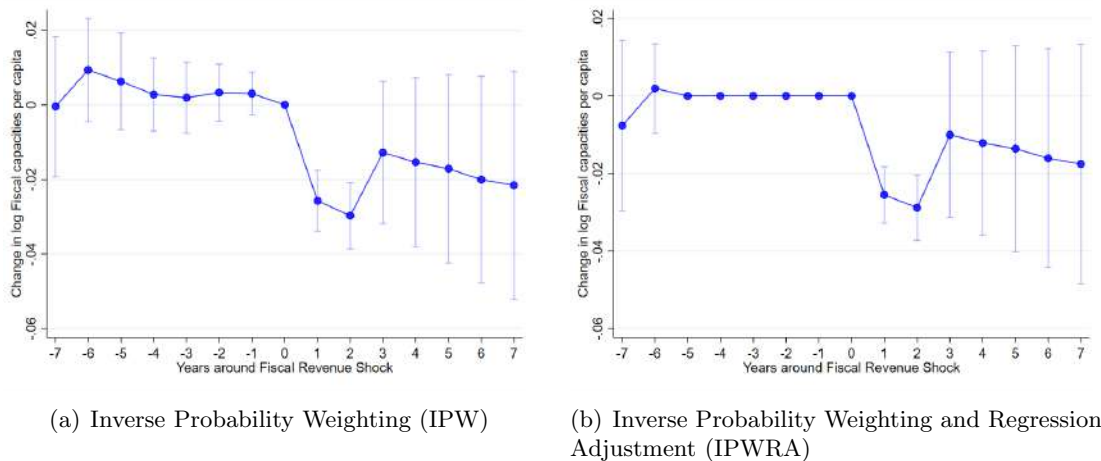 Change in log Fiscal capacities per capita
.02
0
-.02
-.04
-.06
-7 -6 -5 -4 -3 -2 -1 0 1 2 3 4 5 6 7
Years around Fiscal Revenue Shock
(a) Inverse Probability Weighting (IPW)
Change in log Fiscal capacities per capita
.02
0
-.02
-.04
-.06
-7 -6 -5 -4 -3 -2 -1 0 1 2 3 4 5 6 7
Years around Fiscal Revenue Shock
(b) Inverse Probability Weighting and Regression
Adjustment (IPWRA)